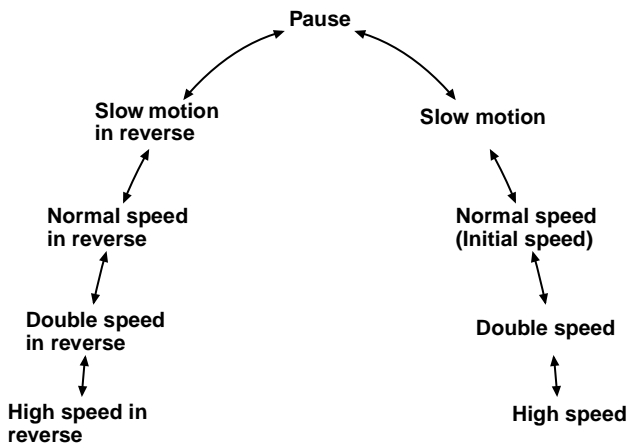 Pause
Slow motion
in reverse
Slow motion
Normal speed
in reverse
Normal speed
(Initial speed)
Double speed
in reverse
Double speed
High speed in
reverse
High speed